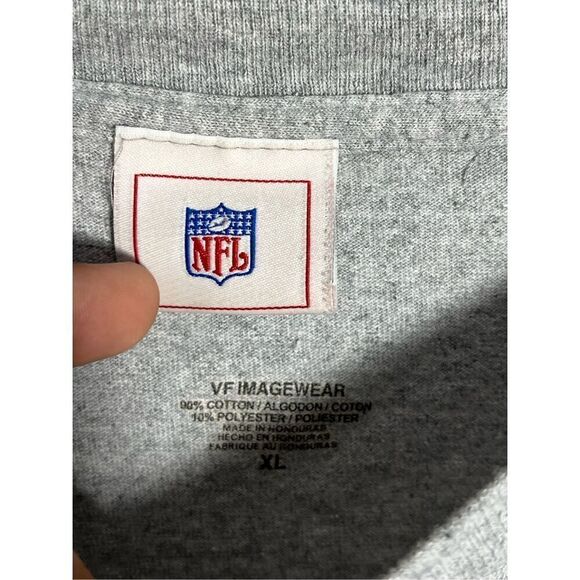 NFL
VF IMAGEWEAR
90% COTTON / ALGODON / COTON
10% POLYESTER / POLIESTER
MADE IN HONDURAS
HECHO EN HONDURAS
FABRIQUE AU HONDURAS
XL